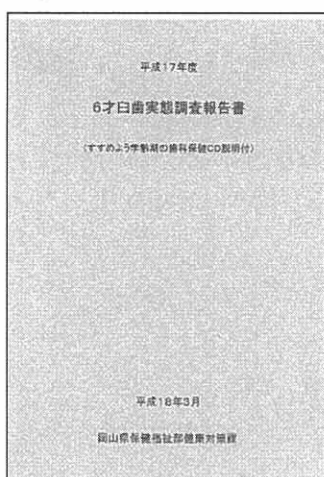 平成17年度
6才臼歯実態調査報告書
(すすめよう学齢期の歯科保健CD説明付)
平成18年3月
岡山県保健福祉部健康対策課